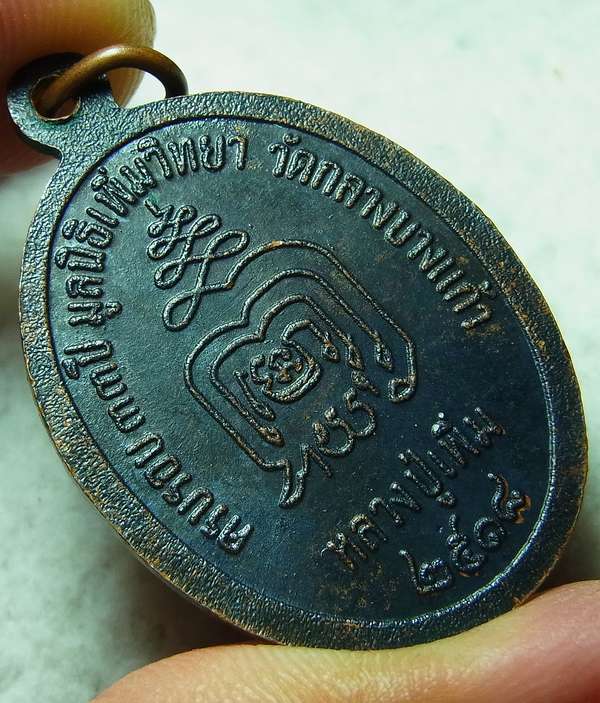 ครบรอบ ๓๓ปี มูลนิธิเพิ่มวิทยา วัดกลางบางแก้ว
หลวงปู่เพิ่ม
๒๕๑๘